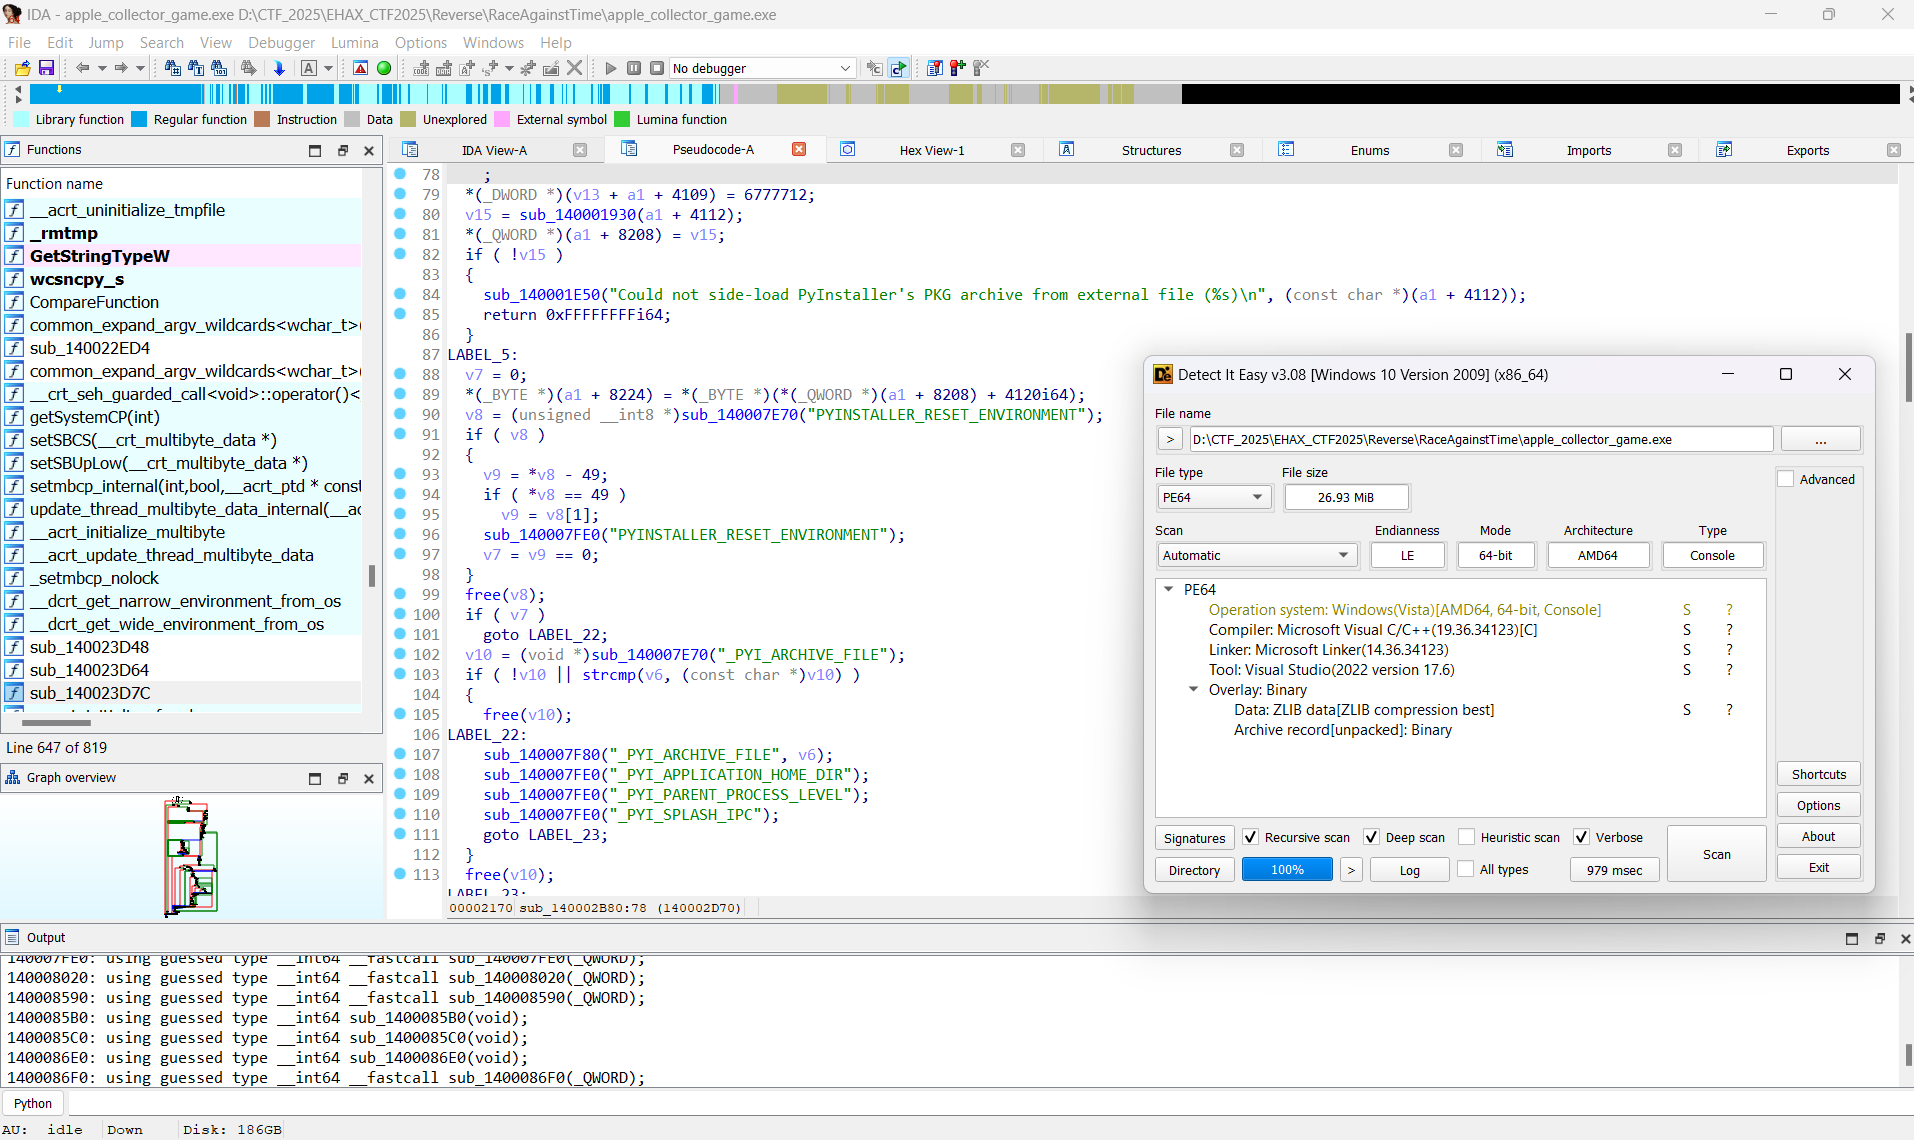 IDA - apple_collector_game.exe D:\CTF_2025\EHAX_CTF2025\Reverse\RaceAgainstTime\apple_collector_game.exe
File Edit Jump Search View Debugger Lumina Options Windows Help
No debugger
Library function Regular function Instruction Data Unexplored External symbol Lumina function
Functions
IDA View-A Pseudocode-A Hex View-1 Structures Enums Imports Exports
Function name
__acrt_uninitialize_tmpfile
_rmtmp
GetStringTypeW
wcsncpy_s
CompareFunction
common_expand_argv_wildcards<wchar_t>(
sub_140022ED4
common_expand_argv_wildcards<wchar_t>(
__crt_seh_guarded_call<void>::operator()<
getSystemCP(int)
setSBCS(__crt_multibyte_data *)
setSBUpLow(__crt_multibyte_data *)
setmbcp_internal(int,bool,__acrt_ptd * const
update_thread_multibyte_data_internal(__ac
__acrt_initialize_multibyte
__acrt_update_thread_multibyte_data
_setmbcp_nolock
__dcrt_get_narrow_environment_from_os
__dcrt_get_wide_environment_from_os
sub_140023D48
sub_140023D64
sub_140023D7C
Line 647 of 819
Graph overview
78 ;
79 *(_DWORD *)(v13 + a1 + 4109) = 6777712;
80 v15 = sub_140001930(a1 + 4112);
81 *(_QWORD *)(a1 + 8208) = v15;
82 if ( !v15 )
83 {
84 sub_140001E50("Could not side-load PyInstaller's PKG archive from external file (%s)\n", (const char *)(a1 + 4112));
85 return 0xFFFFFFFFi64;
86 }
87 LABEL_5:
88 v7 = 0;
89 *(_BYTE *)(a1 + 8224) = *(_BYTE *)(*(_QWORD *)(a1 + 8208) + 4120i64);
90 v8 = (unsigned __int8 *)sub_140007E70("PYINSTALLER_RESET_ENVIRONMENT");
91 if ( v8 )
92 {
93 v9 = *v8 - 49;
94 if ( *v8 == 49 )
95 v9 = v8[1];
96 sub_140007FE0("PYINSTALLER_RESET_ENVIRONMENT");
97 v7 = v9 == 0;
98 }
99 free(v8);
100 if ( v7 )
101 goto LABEL_22;
102 v10 = (void *)sub_140007E70("_PYI_ARCHIVE_FILE");
103 if ( !v10 || strcmp(v6, (const char *)v10) )
104 {
105 free(v10);
106 LABEL_22:
107 sub_140007F80("_PYI_ARCHIVE_FILE", v6);
108 sub_140007FE0("_PYI_APPLICATION_HOME_DIR");
109 sub_140007FE0("_PYI_PARENT_PROCESS_LEVEL");
110 sub_140007FE0("_PYI_SPLASH_IPC");
111 goto LABEL_23;
112 }
113 free(v10);
LABEL_23:
00002170 sub_140002B80:78 (140002D70)
Detect It Easy v3.08 [Windows 10 Version 2009] (x86_64)
File name
> D:\CTF_2025\EHAX_CTF2025\Reverse\RaceAgainstTime\apple_collector_game.exe ...
File type File size
PE64 26.93 MiB
Advanced
Scan Endianness Mode Architecture Type
Automatic LE 64-bit AMD64 Console
PE64
Operation system: Windows(Vista)[AMD64, 64-bit, Console] S ?
Compiler: Microsoft Visual C/C++(19.36.34123)[C] S ?
Linker: Microsoft Linker(14.36.34123) S ?
Tool: Visual Studio(2022 version 17.6) S ?
Overlay: Binary
Data: ZLIB data[ZLIB compression best] S ?
Archive record[unpacked]: Binary
Shortcuts
Options
Signatures Recursive scan Deep scan Heuristic scan Verbose Scan About
Directory 100% > Log All types 979 msec Exit
Output
140007FE0: using guessed type __int64 __fastcall sub_140007FE0(_QWORD);
140008020: using guessed type __int64 __fastcall sub_140008020(_QWORD);
140008590: using guessed type __int64 __fastcall sub_140008590(_QWORD);
1400085B0: using guessed type __int64 sub_1400085B0(void);
1400085C0: using guessed type __int64 sub_1400085C0(void);
1400086E0: using guessed type __int64 sub_1400086E0(void);
1400086F0: using guessed type __int64 __fastcall sub_1400086F0(_QWORD);
Python
AU: idle Down Disk: 186GB